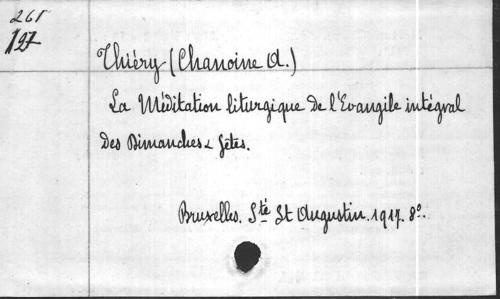 261
127
Thiéry (Chanoine A.)
La Méditation liturgique de l'Evangile intégral
des Dimanches & fêtes.
Bruxelles. Sté St Augustin. 1917. 8°.